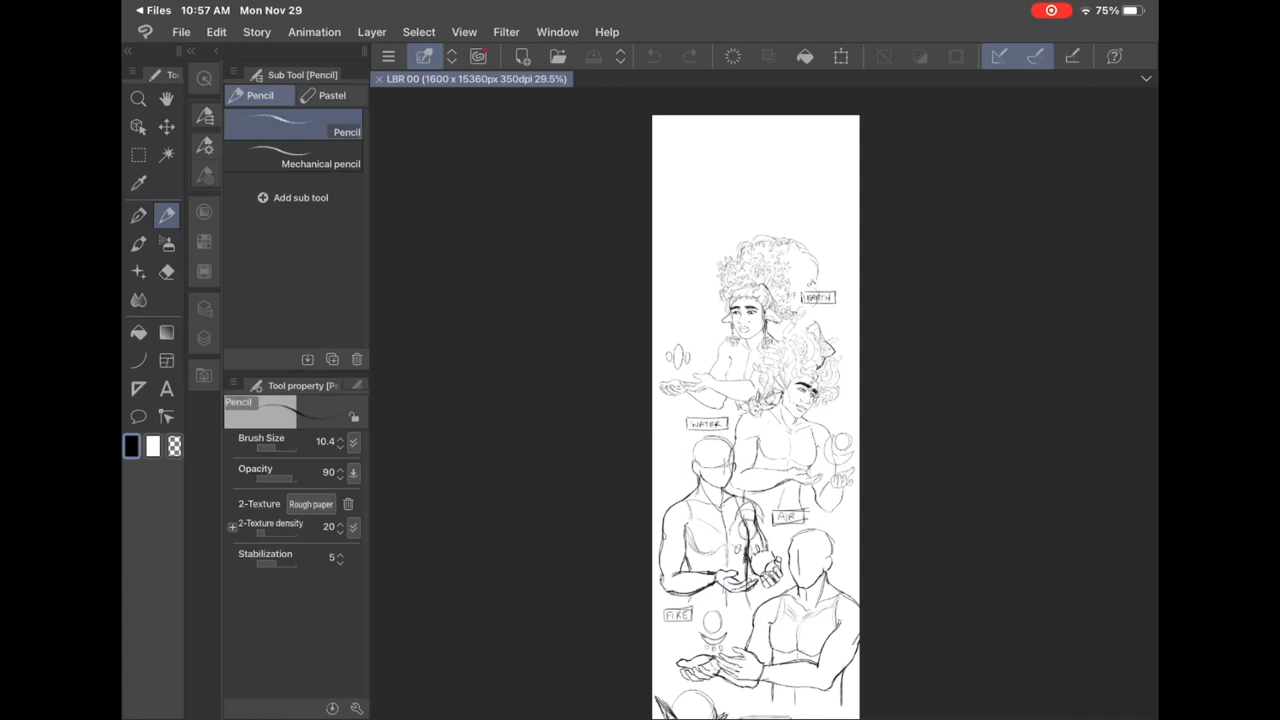 Files 10:57 AM Mon Nov 29 75%
File Edit Story Animation Layer Select View Filter Window Help
LBR 00 (1600 x 15360px 350dpi 29.5%)
To
Sub Tool [Pencil]
Pencil Pastel
Pencil
Mechanical pencil
Add sub tool
Tool property [P
Pencil
Brush Size 10.4
Opacity 90
2-Texture Rough paper
2-Texture density 20
Stabilization 5
EARTH
WATER
AIR
FIRE